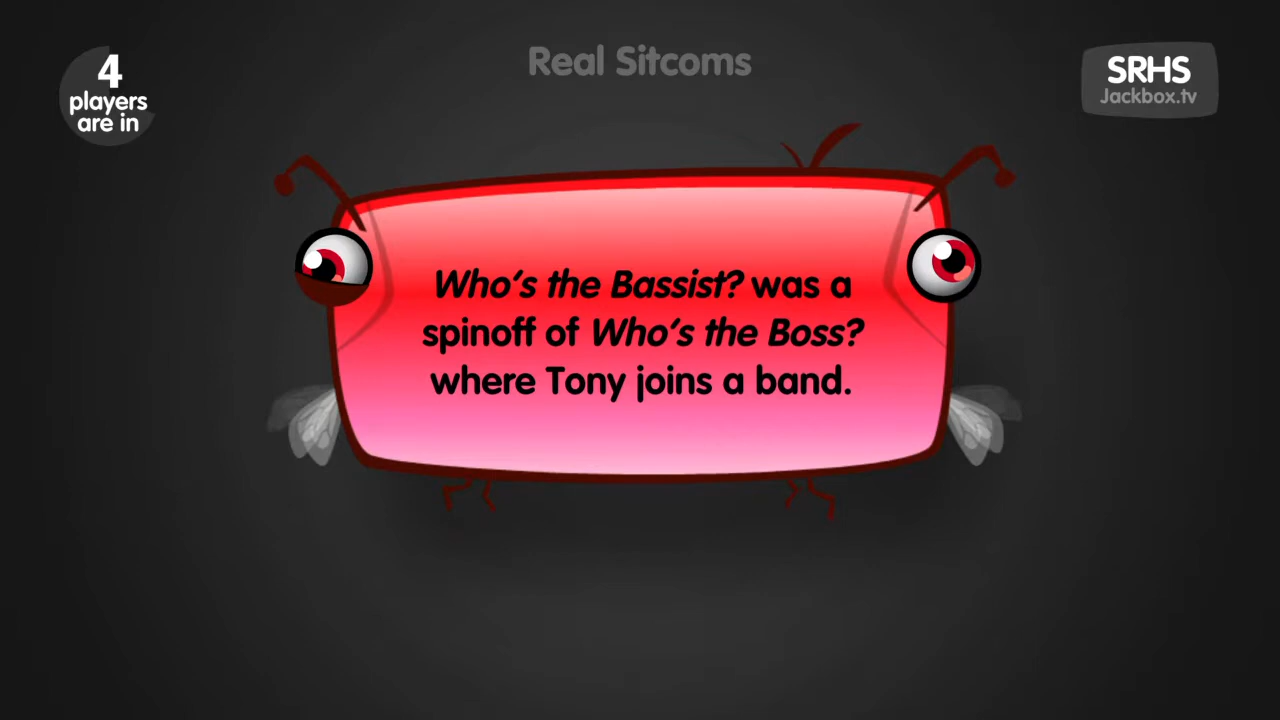 Real Sitcoms
4
players
are in
SRHS
Jackbox.tv
Who's the Bassist? was a
spinoff of Who's the Boss?
where Tony joins a band.